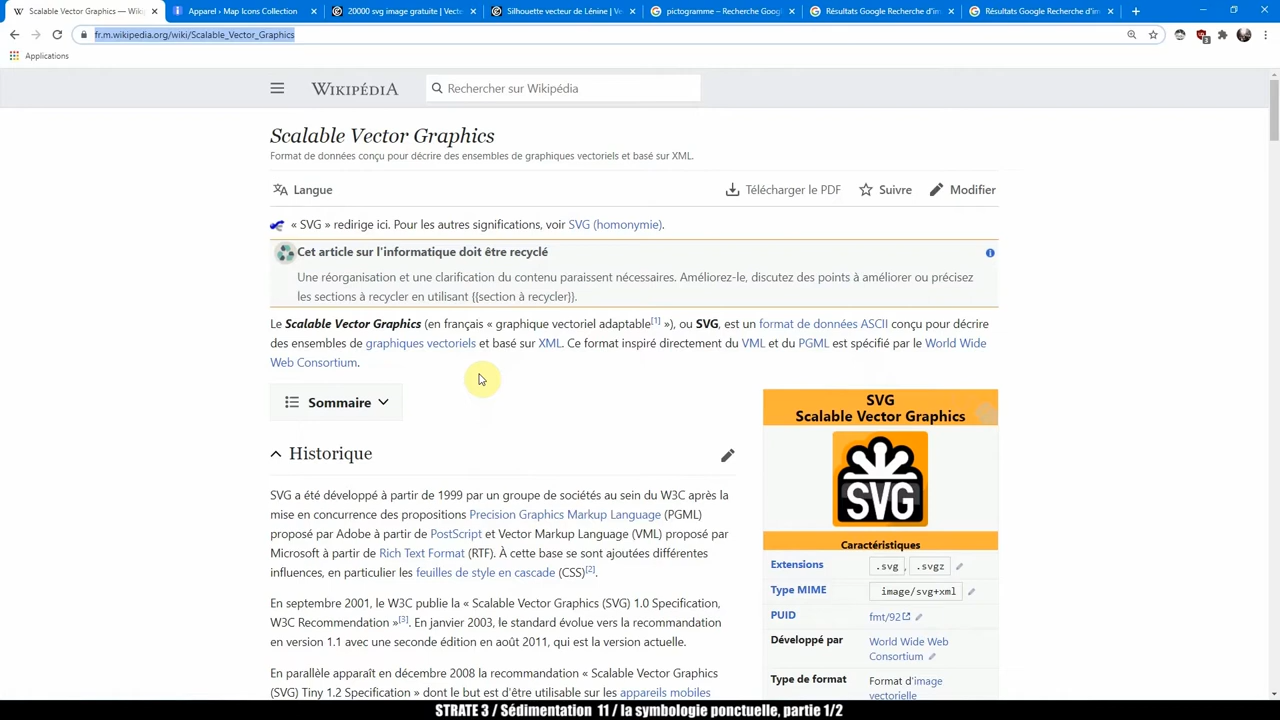 Scalable Vector Graphics — Wiki
Apparel › Map Icons Collection
20000 svg image gratuite | Vecte
Silhouette vecteur de Lénine | Ve
pictogramme – Recherche Goog
Résultats Google Recherche d'im
Résultats Google Recherche d'im
fr.m.wikipedia.org/wiki/Scalable_Vector_Graphics
3
Applications
WIKIPÉDIA
Rechercher sur Wikipédia
Scalable Vector Graphics
Format de données conçu pour décrire des ensembles de graphiques vectoriels et basé sur XML.
Langue
Télécharger le PDF
Suivre
Modifier
« SVG » redirige ici. Pour les autres significations, voir SVG (homonymie).
Cet article sur l'informatique doit être recyclé
Une réorganisation et une clarification du contenu paraissent nécessaires. Améliorez-le, discutez des points à améliorer ou précisez
les sections à recycler en utilisant {{section à recycler}}.
Le Scalable Vector Graphics (en français « graphique vectoriel adaptable[1] »), ou SVG, est un format de données ASCII conçu pour décrire
des ensembles de graphiques vectoriels et basé sur XML. Ce format inspiré directement du VML et du PGML est spécifié par le World Wide
Web Consortium.
Sommaire
Historique
SVG a été développé à partir de 1999 par un groupe de sociétés au sein du W3C après la
mise en concurrence des propositions Precision Graphics Markup Language (PGML)
proposé par Adobe à partir de PostScript et Vector Markup Language (VML) proposé par
Microsoft à partir de Rich Text Format (RTF). À cette base se sont ajoutées différentes
influences, en particulier les feuilles de style en cascade (CSS)[2].
En septembre 2001, le W3C publie la « Scalable Vector Graphics (SVG) 1.0 Specification,
W3C Recommendation »[3]. En janvier 2003, le standard évolue vers la recommandation
en version 1.1 avec une seconde édition en août 2011, qui est la version actuelle.
En parallèle apparaît en décembre 2008 la recommandation « Scalable Vector Graphics
(SVG) Tiny 1.2 Specification » dont le but est d'être utilisable sur les appareils mobiles
SVG
Scalable Vector Graphics
SVG
Caractéristiques
Extensions .svg, .svgz
Type MIME image/svg+xml
PUID fmt/92
Développé par World Wide Web
Consortium
Type de format Format d'image
vectorielle
STRATE 3 / Sédimentation 11 / la symbologie ponctuelle, partie 1/2